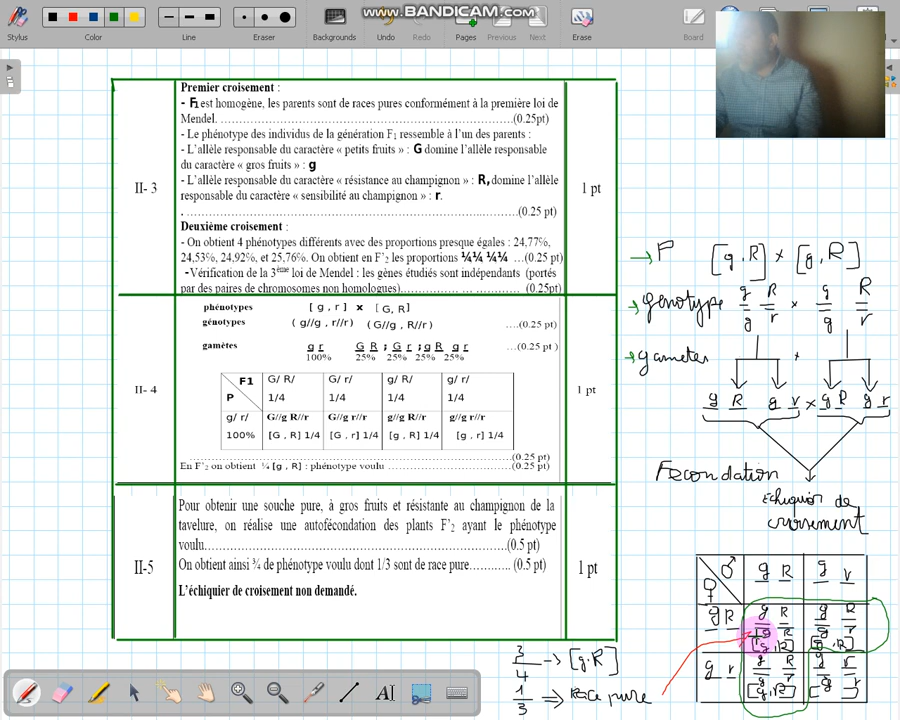 www.BANDICAM.com
Stylus
Color
Line
Eraser
Backgrounds
Undo
Redo
Pages
Previous
Next
Erase
Board
Premier croisement :
- F1 est homogène, les parents sont de races pures conformément à la première loi de
Mendel. ……………………………………………………(0.25pt)
- Le phénotype des individus de la génération F1 ressemble à l'un des parents :
- L'allèle responsable du caractère « petits fruits » : G domine l'allèle responsable
du caractère « gros fruits » : g
- L'allèle responsable du caractère « résistance au champignon » : R, domine l'allèle
responsable du caractère « sensibilité au champignon » : r.
. ……………………………………………………………(0.25 pt)
II- 3
1 pt
Deuxième croisement :
- On obtient 4 phénotypes différents avec des proportions presque égales : 24,77%,
24,53%, 24,92%, et 25,76%. On obtient en F'2 les proportions ¼¼ ¼¼ ...(0.25 pt)
-Vérification de la 3ème loi de Mendel : les gènes étudiés sont indépendants (portés
par des paires de chromosomes non homologues)………………… … …(0.25pt)
phénotypes [ g , r ] x [ G, R]
génotypes ( g//g , r//r) (G//g , R//r) ....(0.25 pt)
gamètes g r G R ; G r ; g R g r ...(0.25 pt )
100% 25% 25% 25% 25%
II- 4
1 pt
F1 G/ R/ G/ r/ g/ R/ g/ r/
P 1/4 1/4 1/4 1/4
g/ r/ G//g R//r G//g r//r g//g R//r g//g r//r
100% [G , R] 1/4 [G , r] 1/4 [g , R] 1/4 [g , r] 1/4
……………………………………………………(0.25 pt)
En F'2 on obtient ¼ [g , R] : phénotype voulu ……………………(0.25 pt)
Pour obtenir une souche pure, à gros fruits et résistante au champignon de la
tavelure, on réalise une autofécondation des plants F'2 ayant le phénotype
voulu……………………………………………………(0.5 pt)
II-5
1 pt
On obtient ainsi ¾ de phénotype voulu dont 1/3 sont de race pure……….. (0.5 pt)
L'échiquier de croisement non demandé.
→ P [g,R] x [g,R]
→ génotype g/g R/r x g/g R/r
→ gametes +
g R g r x g R g r
Fecondation
Echiquier de
croisement
♂ g R g r
♀
g R g/g R/R g/g R/r
[g,R] [g,R]
g r g/g R/r g/g r/r
[g,R] [ ]
3/4 → [g.R]
1/3 ⇒ Race pure